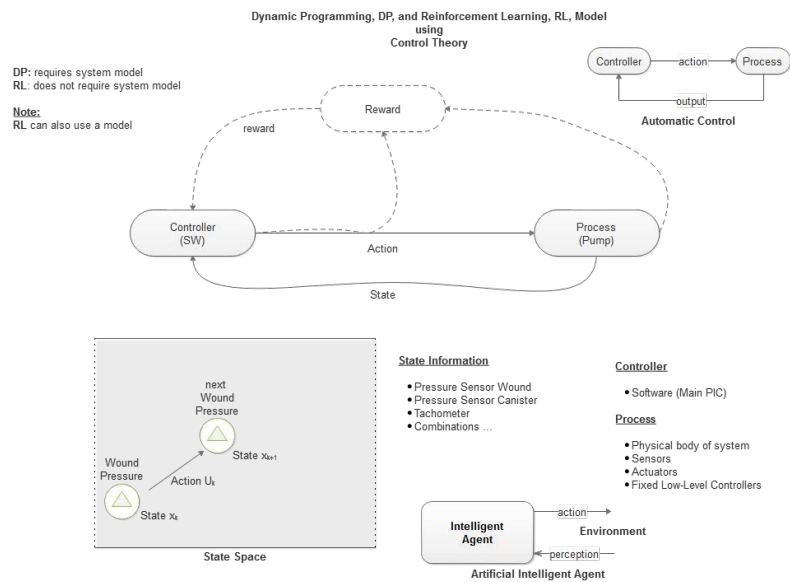 Dynamic Programming, DP, and Reinforcement Learning, RL, Model
using
Control Theory
DP: requires system model
RL: does not require system model
Note:
RL can also use a model
Controller
action
Process
output
Automatic Control
Reward
reward
Controller
(SW)
Action
Process
(Pump)
State
next
Wound
Pressure
State xk+1
Wound
Pressure
Action Uk
State xk
State Space
State Information
• Pressure Sensor Wound
• Pressure Sensor Canister
• Tachometer
• Combinations ...
Controller
• Software (Main PIC)
Process
• Physical body of system
• Sensors
• Actuators
• Fixed Low-Level Controllers
Intelligent
Agent
action
Environment
perception
Artificial Intelligent Agent